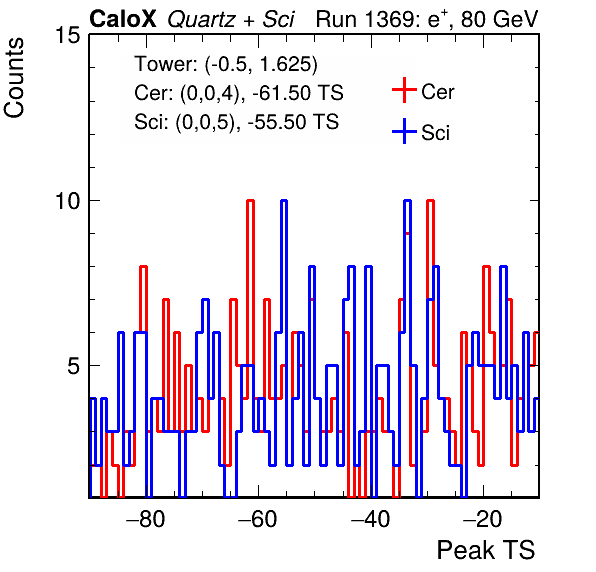 CaloX Quartz + Sci Run 1369: e+, 80 GeV
Counts
Tower: (-0.5, 1.625)
Cer: (0,0,4), -61.50 TS
Sci: (0,0,5), -55.50 TS
Cer
Sci
15
10
5
−80 −60 −40 −20
Peak TS